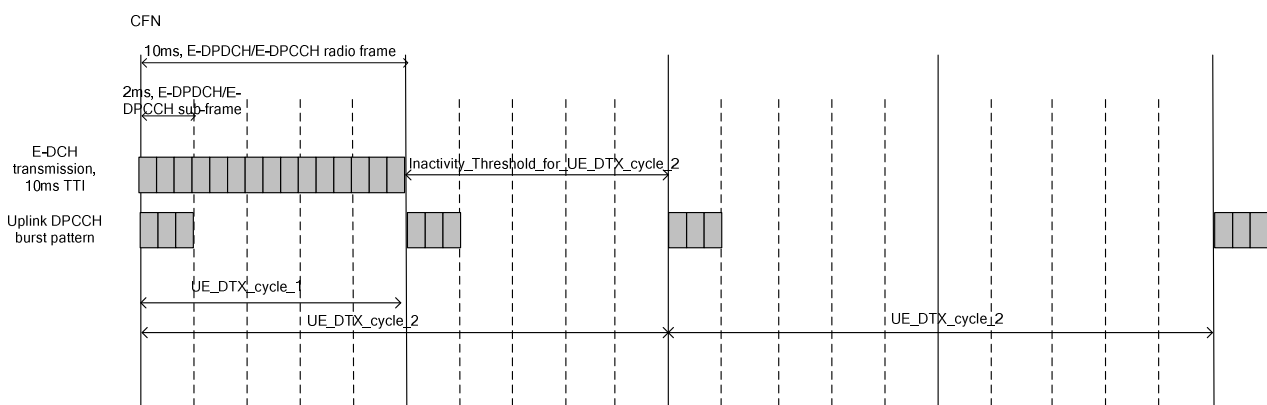 CFN
10ms, E-DPDCH/E-DPCCH radio frame
2ms, E-DPDCH/E-
DPCCH sub-frame
E-DCH
transmission,
10ms TTI
Inactivity_Threshold_for_UE_DTX_cycle_2
Uplink DPCCH
burst pattern
UE_DTX_cycle_1
UE_DTX_cycle_2
UE_DTX_cycle_2